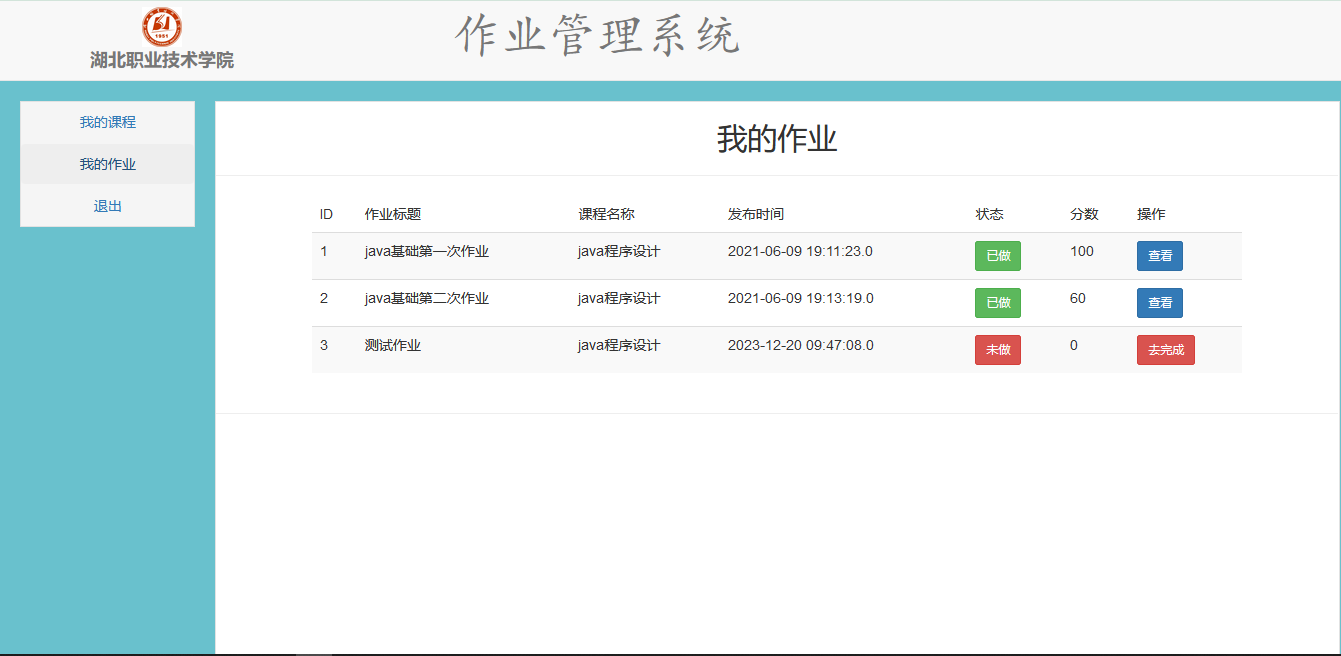 作业管理系统
1951
湖北职业技术学院
我的课程
我的作业
退出
我的作业
ID 作业标题 课程名称 发布时间 状态 分数 操作
1 java基础第一次作业 java程序设计 2021-06-09 19:11:23.0 已做 100 查看
2 java基础第二次作业 java程序设计 2021-06-09 19:13:19.0 已做 60 查看
3 测试作业 java程序设计 2023-12-20 09:47:08.0 未做 0 去完成